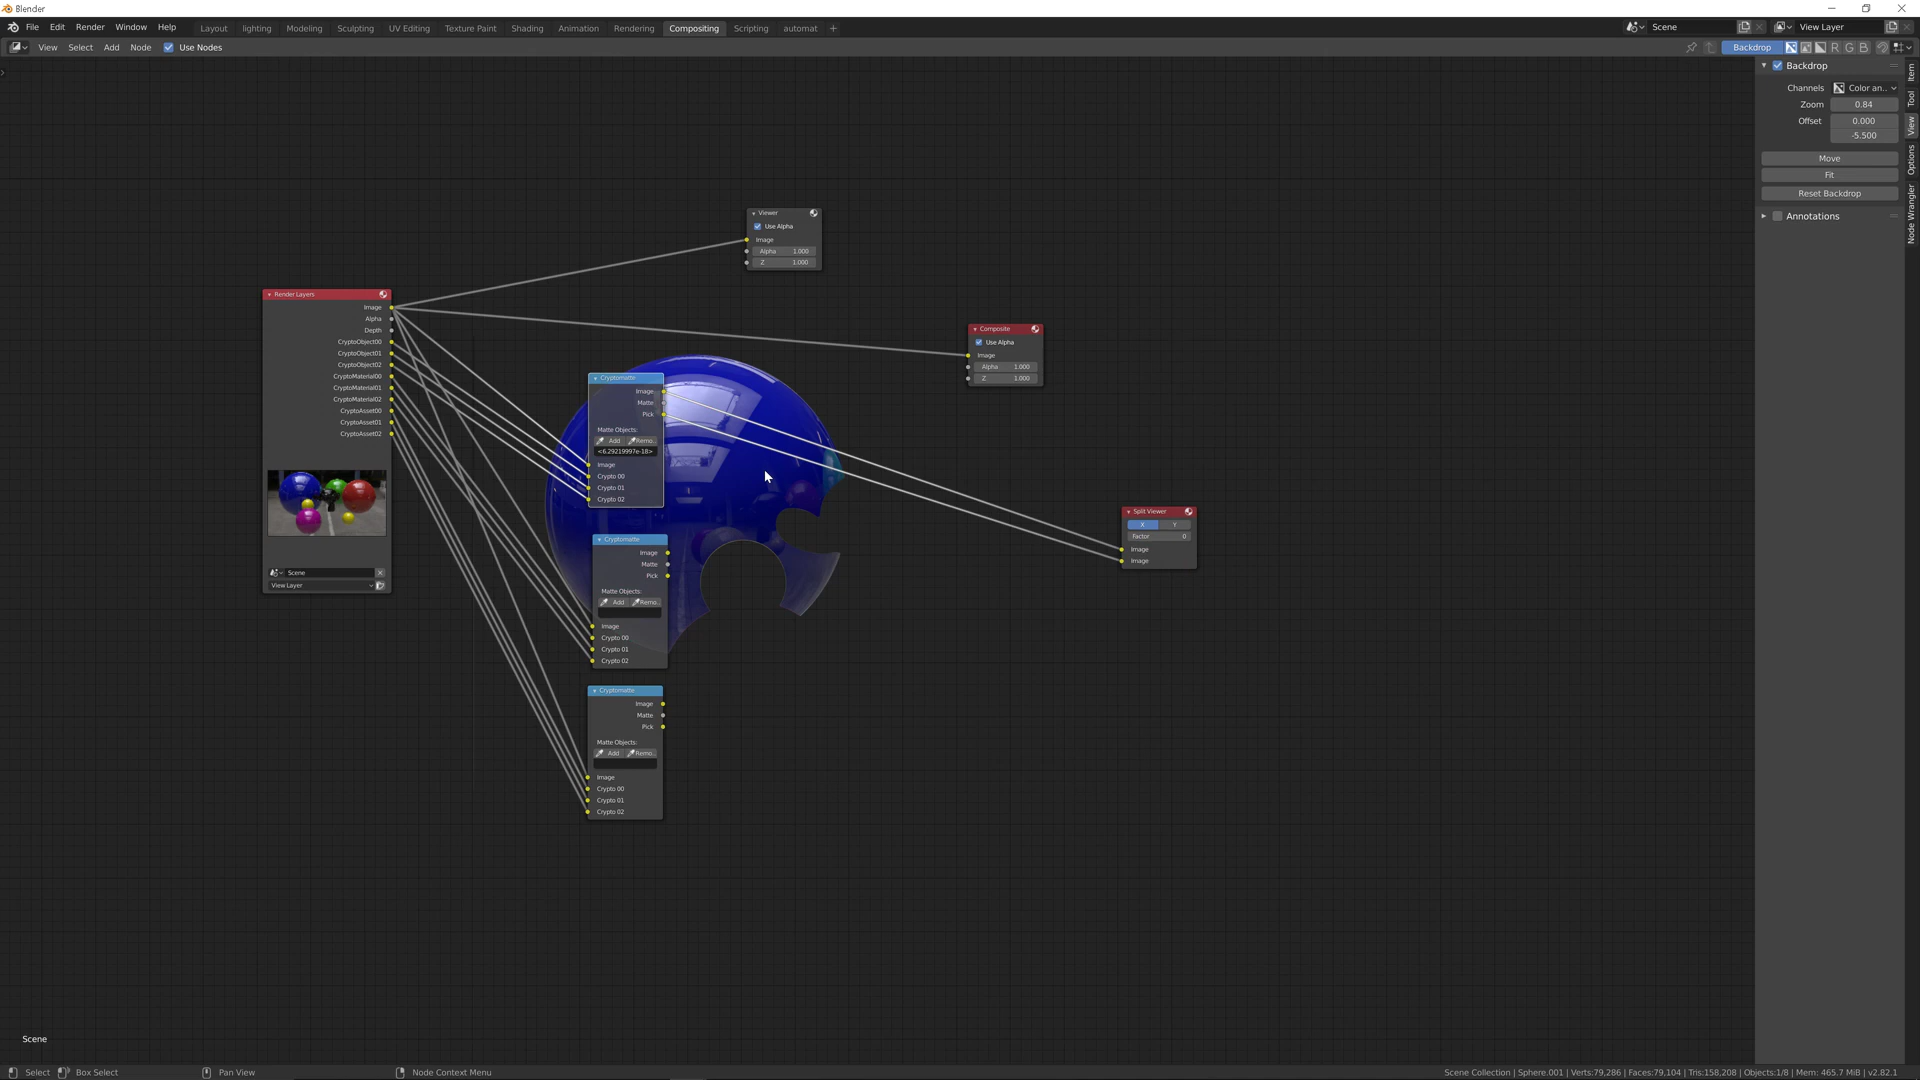 Blender
File Edit Render Window Help Layout lighting Modeling Sculpting UV Editing Texture Paint Shading Animation Rendering Compositing Scripting automat + Scene View Layer
View Select Add Node Use Nodes Backdrop R G B
Backdrop
Channels Color an..
Zoom 0.84
Offset 0.000
-5.500
Move
Fit
Reset Backdrop
Annotations
Item
Tool
View
Options
Node Wrangler
Viewer
Use Alpha
Image
Alpha 1.000
Z 1.000
Render Layers
Image
Alpha
Depth
CryptoObject00
CryptoObject01
CryptoObject02
CryptoMaterial00
CryptoMaterial01
CryptoMaterial02
CryptoAsset00
CryptoAsset01
CryptoAsset02
Scene
View Layer
Composite
Use Alpha
Image
Alpha 1.000
Z 1.000
Cryptomatte
Image
Matte
Pick
Matte Objects:
Add Remo..
<6.29219997e-18>
Image
Crypto 00
Crypto 01
Crypto 02
Split Viewer
X Y
Factor 0
Image
Image
Cryptomatte
Image
Matte
Pick
Matte Objects:
Add Remo..
Image
Crypto 00
Crypto 01
Crypto 02
Cryptomatte
Image
Matte
Pick
Matte Objects:
Add Remo..
Image
Crypto 00
Crypto 01
Crypto 02
Scene
Select Box Select Pan View Node Context Menu Scene Collection | Sphere.001 | Verts:79,286 | Faces:79,104 | Tris:158,208 | Objects:1/8 | Mem: 465.7 MiB | v2.82.1